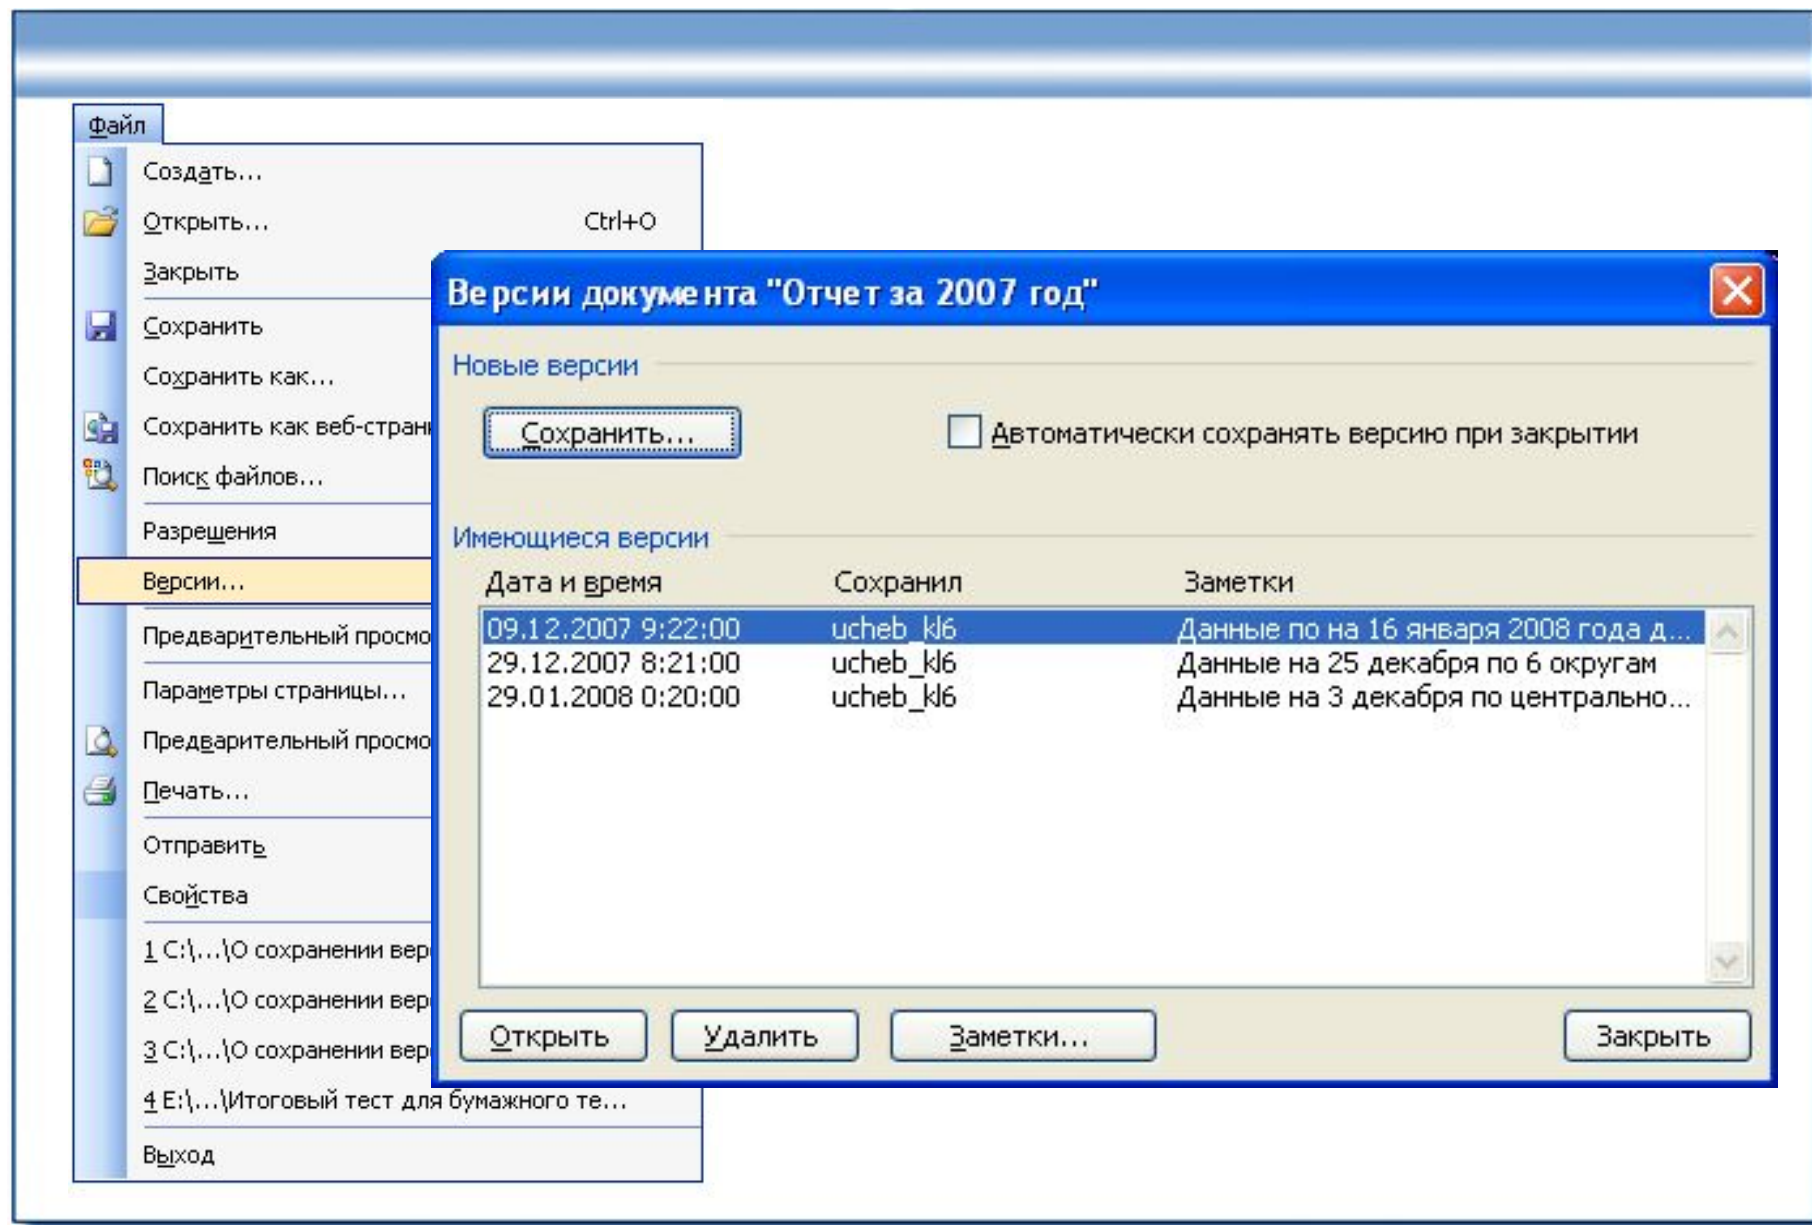 Файл
Создать...
Открыть... Ctrl+O
Закрыть
Сохранить
Сохранить как...
Сохранить как веб-стран
Поиск файлов...
Разрешения
Версии...
Предварительный просмо
Параметры страницы...
Предварительный просмо
Печать...
Отправить
Свойства
1 C:\...\О сохранении вер
2 C:\...\О сохранении вер
3 C:\...\О сохранении вер
4 E:\...\Итоговый тест для бумажного те...
Выход
Версии документа "Отчет за 2007 год"
Новые версии
Сохранить... Автоматически сохранять версию при закрытии
Имеющиеся версии
Дата и время Сохранил Заметки
09.12.2007 9:22:00 ucheb_kl6 Данные по на 16 января 2008 года д...
29.12.2007 8:21:00 ucheb_kl6 Данные на 25 декабря по 6 округам
29.01.2008 0:20:00 ucheb_kl6 Данные на 3 декабря по центрально...
Открыть Удалить Заметки... Закрыть